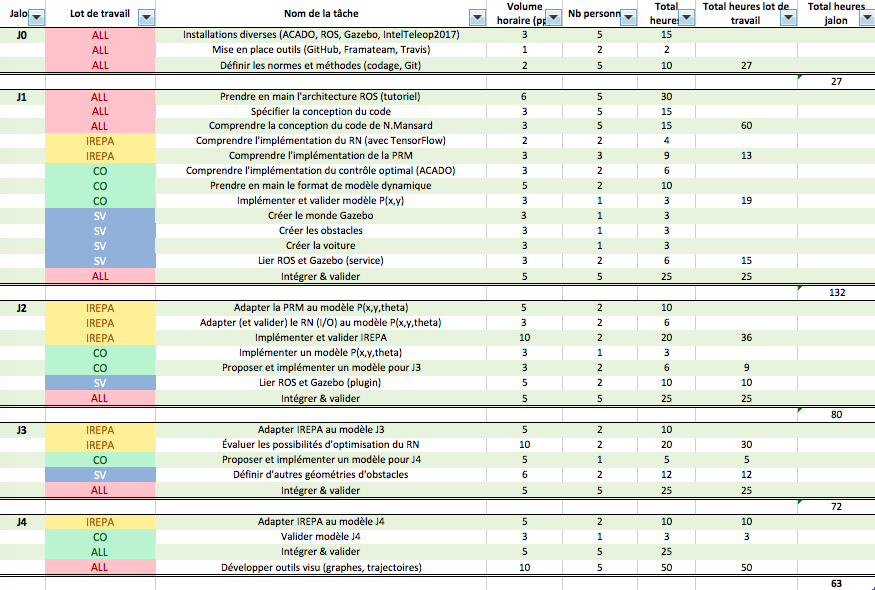 Jalo Lot de travail Nom de la tâche Volume horaire (pp Nb personn Total heures Total heures lot de travail Total heures jalon
J0 ALL Installations diverses (ACADO, ROS, Gazebo, IntelTeleop2017) 3 5 15
ALL Mise en place outils (GitHub, Framateam, Travis) 1 2 2
ALL Définir les normes et méthodes (codage, Git) 2 5 10 27
27
J1 ALL Prendre en main l'architecture ROS (tutoriel) 6 5 30
ALL Spécifier la conception du code 3 5 15
ALL Comprendre la conception du code de N.Mansard 3 5 15 60
IREPA Comprendre l'implémentation du RN (avec TensorFlow) 2 2 4
IREPA Comprendre l'implémentation de la PRM 3 3 9 13
CO Comprendre l'implémentation du contrôle optimal (ACADO) 3 2 6
CO Prendre en main le format de modèle dynamique 5 2 10
CO Implémenter et valider modèle P(x,y) 3 1 3 19
SV Créer le monde Gazebo 3 1 3
SV Créer les obstacles 3 1 3
SV Créer la voiture 3 1 3
SV Lier ROS et Gazebo (service) 3 2 6 15
ALL Intégrer & valider 5 5 25 25
132
J2 IREPA Adapter la PRM au modèle P(x,y,theta) 5 2 10
IREPA Adapter (et valider) le RN (I/O) au modèle P(x,y,theta) 3 2 6
IREPA Implémenter et valider IREPA 10 2 20 36
CO Implémenter un modèle P(x,y,theta) 3 1 3
CO Proposer et implémenter un modèle pour J3 3 2 6 9
SV Lier ROS et Gazebo (plugin) 5 2 10 10
ALL Intégrer & valider 5 5 25 25
80
J3 IREPA Adapter IREPA au modèle J3 5 2 10
IREPA Évaluer les possibilités d'optimisation du RN 10 2 20 30
CO Proposer et implémenter un modèle pour J4 5 1 5 5
SV Définir d'autres géométries d'obstacles 6 2 12 12
ALL Intégrer & valider 5 5 25 25
72
J4 IREPA Adapter IREPA au modèle J4 5 2 10 10
CO Valider modèle J4 3 1 3 3
ALL Intégrer & valider 5 5 25
ALL Développer outils visu (graphes, trajectoires) 10 5 50 50
63